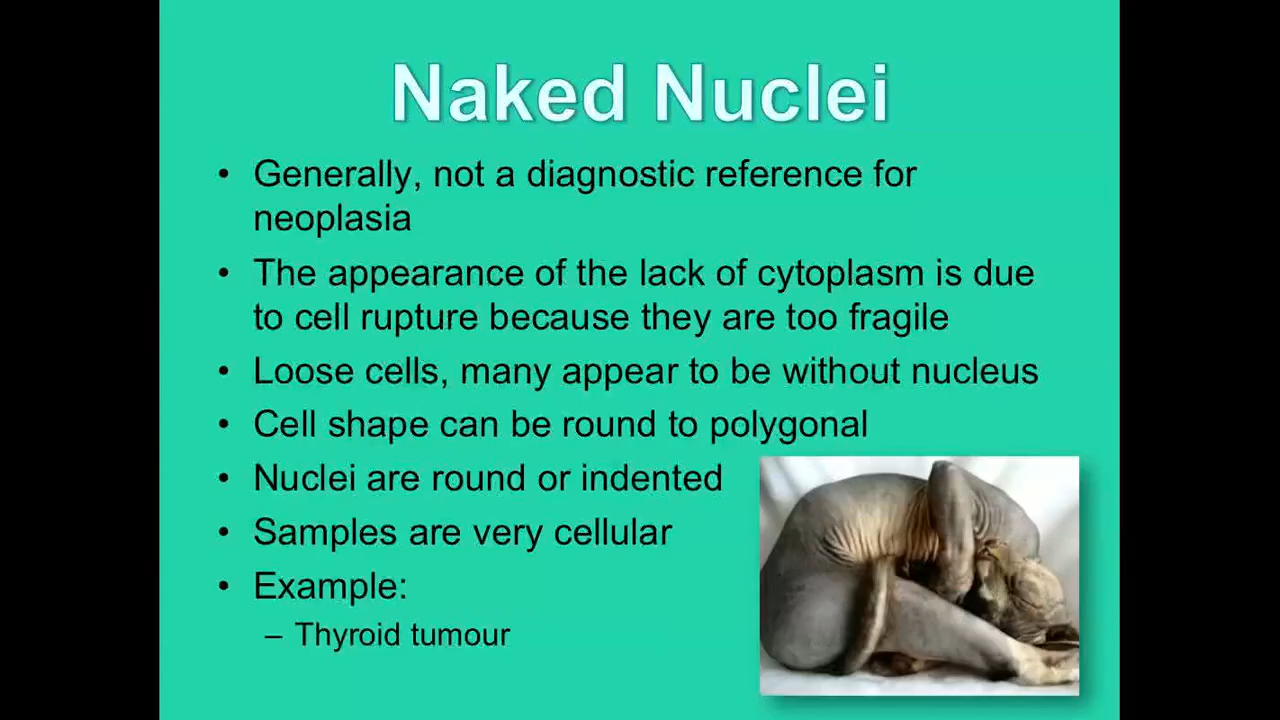 Naked Nuclei
• Generally, not a diagnostic reference for
neoplasia
• The appearance of the lack of cytoplasm is due
to cell rupture because they are too fragile
• Loose cells, many appear to be without nucleus
• Cell shape can be round to polygonal
• Nuclei are round or indented
• Samples are very cellular
• Example:
– Thyroid tumour